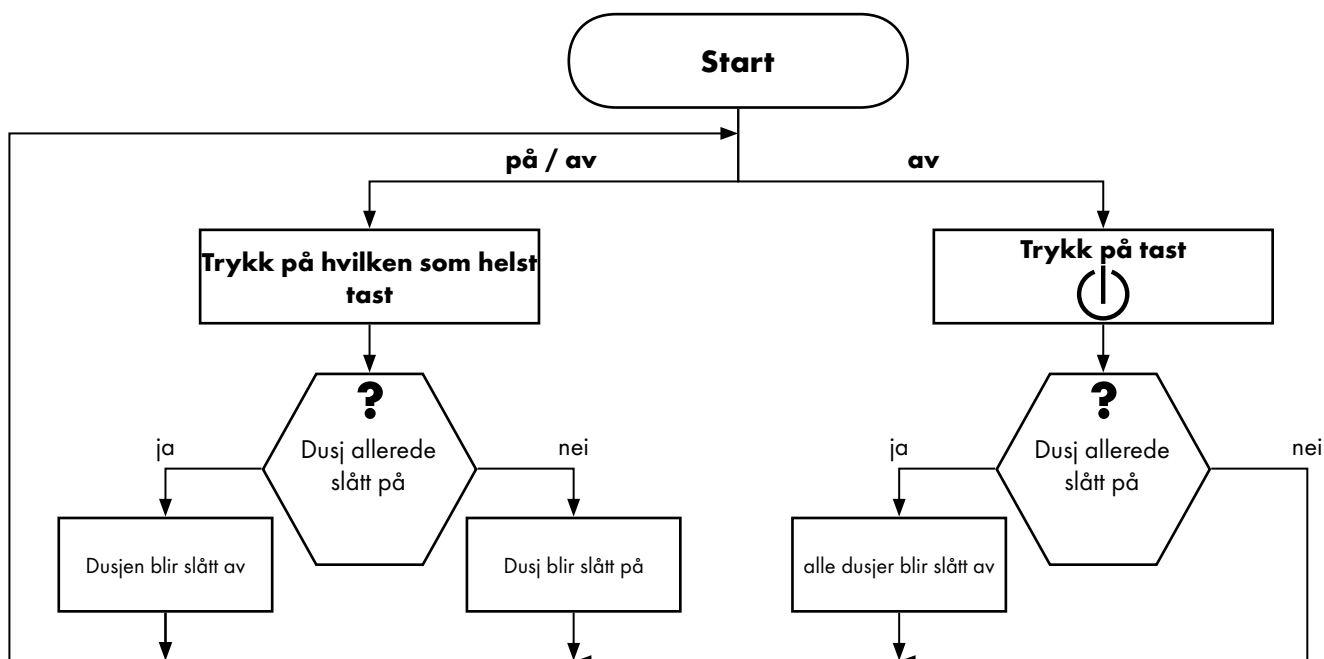 Start
på / av
av
Trykk på hvilken som helst
tast
Trykk på tast
?
Dusj allerede
slått på
ja
nei
?
Dusj allerede
slått på
ja
nei
Dusjen blir slått av
Dusj blir slått på
alle dusjer blir slått av